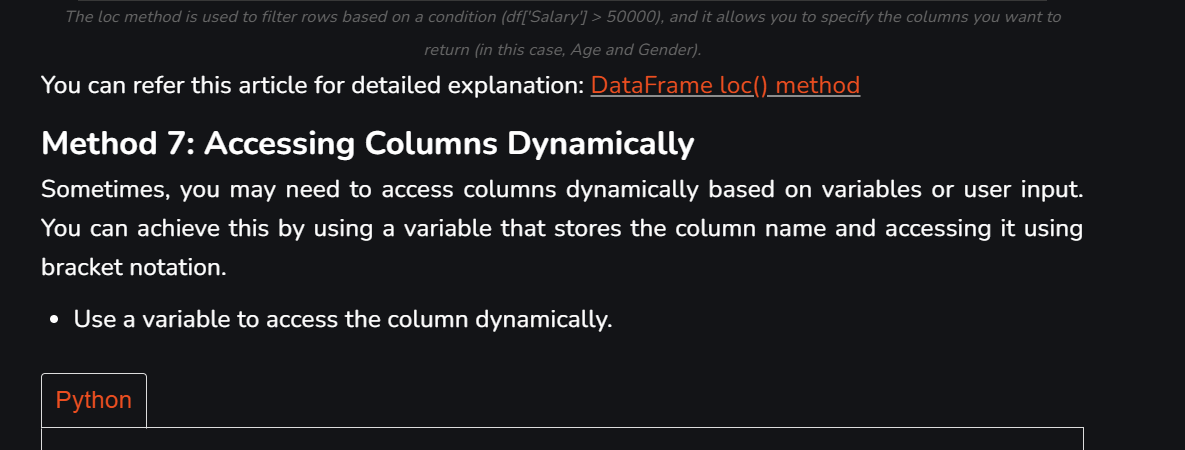 The loc method is used to filter rows based on a condition (df['Salary'] > 50000), and it allows you to specify the columns you want to
return (in this case, Age and Gender).
You can refer this article for detailed explanation: DataFrame loc() method
Method 7: Accessing Columns Dynamically
Sometimes, you may need to access columns dynamically based on variables or user input.
You can achieve this by using a variable that stores the column name and accessing it using
bracket notation.
• Use a variable to access the column dynamically.
Python